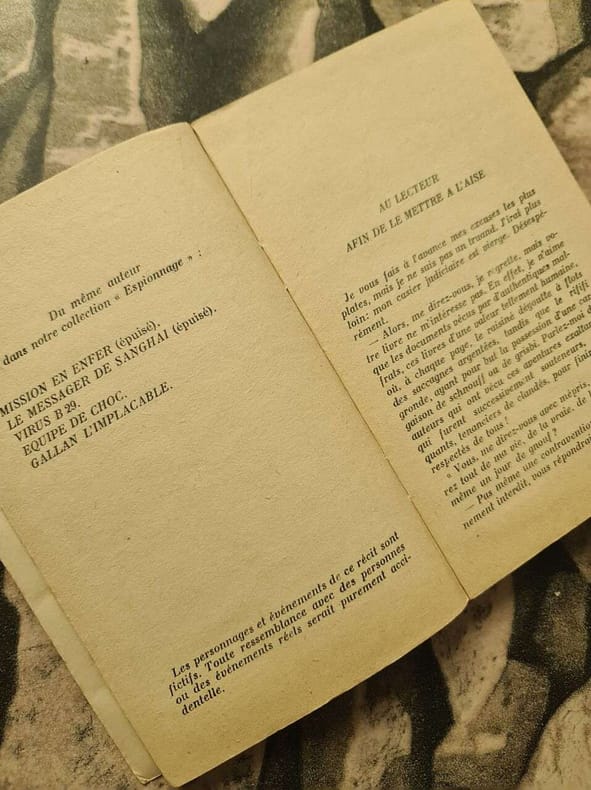 Du même auteur
dans notre collection « Espionnage » :
MISSION EN ENFER (épuisé).
LE MESSAGER DE SANGHAI (épuisé).
VIRUS B 29.
EQUIPE DE CHOC.
GALLAN L'IMPLACABLE.
Les personnages et événements de ce récit sont
fictifs. Toute ressemblance avec des personnes
ou des événements réels serait purement acci-
dentelle.
AU LECTEUR
AFIN DE LE METTRE A L'AISE
Je vous fais à l'avance mes excuses les plus
plates, mais je ne suis pas un truand. J'irai plus
loin: mon casier judiciaire est vierge. Désespé-
rément.
— Alors, me direz-vous, je regrette, mais vo-
tre livre ne m'intéresse pas. En effet, je n'aime
que les documents vécus par d'authentiques mal-
frats, ces livres d'une odeur tellement humaine,
où, à chaque page, le raisiné dégouline à flots
des saccagnes argentées, tandis que le rififi
gronde, ayant pour but la possession d'une car-
gaison de schnouff ou de grisbi. Parlez-moi de
auteurs qui ont vécu ces aventures exaltan
qui furent successivement souteneurs,
quants, tenanciers de clandés, pour finir
respectés de tous !
« Vous, me direz-vous avec mépris,
rez tout de ma vie, de la vraie, de l
même un jour de gnouf ?
— Pas même une contravention
nement interdit, vous répondrai